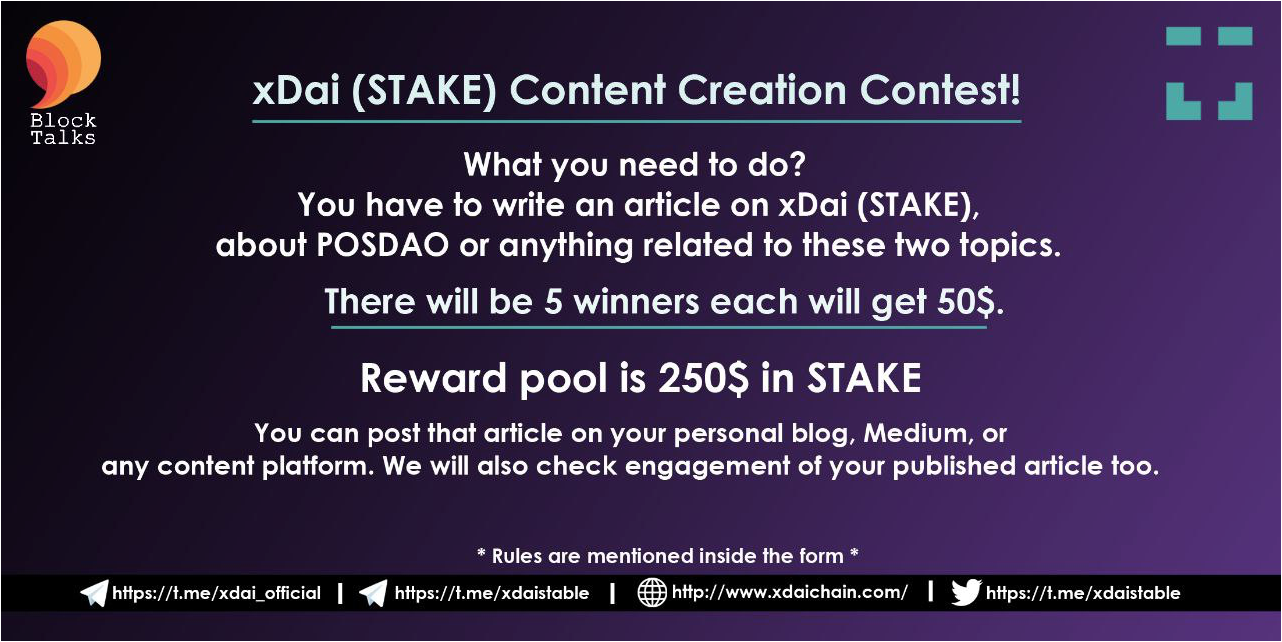 Block
Talks
xDai (STAKE) Content Creation Contest!
What you need to do?
You have to write an article on xDai (STAKE),
about POSDAO or anything related to these two topics.
There will be 5 winners each will get 50$.
Reward pool is 250$ in STAKE
You can post that article on your personal blog, Medium, or
any content platform. We will also check engagement of your published article too.
* Rules are mentioned inside the form *
https://t.me/xdai_official | https://t.me/xdaistable | http://www.xdaichain.com/ | https://t.me/xdaistable